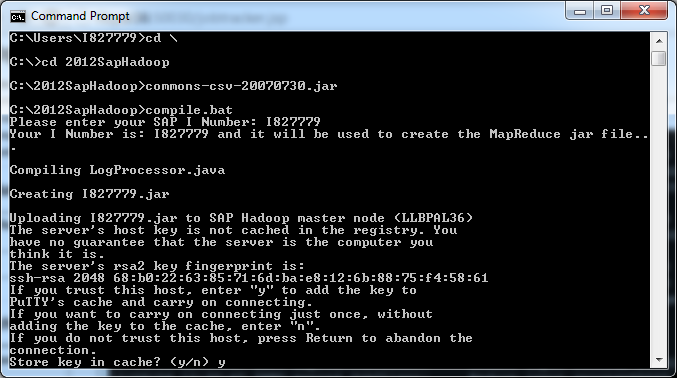 Command Prompt
C:\Users\I827779>cd \
C:\>cd 2012SapHadoop
C:\2012SapHadoop>commons-csv-20070730.jar
C:\2012SapHadoop>compile.bat
Please enter your SAP I Number: I827779
Your I Number is: I827779 and it will be used to create the MapReduce jar file..
.
Compiling LogProcessor.java
Creating I827779.jar
Uploading I827779.jar to SAP Hadoop master node (LLBPAL36)
The server's host key is not cached in the registry. You
have no guarantee that the server is the computer you
think it is.
The server's rsa2 key fingerprint is:
ssh-rsa 2048 68:b0:22:63:85:71:6d:ba:e8:12:6b:88:75:f4:58:61
If you trust this host, enter "y" to add the key to
PuTTY's cache and carry on connecting.
If you want to carry on connecting just once, without
adding the key to the cache, enter "n".
If you do not trust this host, press Return to abandon the
connection.
Store key in cache? (y/n) y